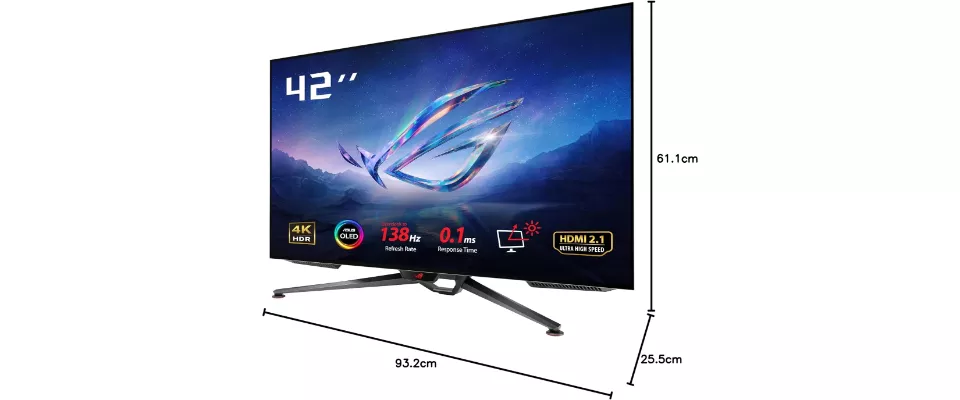 42’’
61.1cm
4K
HDR
ASUS
OLED
138Hz
Refresh Rate
0.1ms
Response Time
HDMI 2.1
ULTRA HIGH SPEED
93.2cm
25.5cm